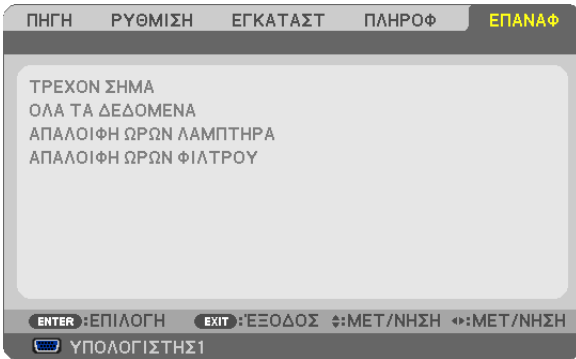 ΠΗΓΗ ΡΥΘΜΙΣΗ ΕΓΚΑΤΑΣΤ ΠΛΗΡΟΦ ΕΠΑΝΑΦ
ΤΡΕΧΟΝ ΣΗΜΑ
ΟΛΑ ΤΑ ΔΕΔΟΜΕΝΑ
ΑΠΑΛΟΙΦΗ ΩΡΩΝ ΛΑΜΠΤΗΡΑ
ΑΠΑΛΟΙΦΗ ΩΡΩΝ ΦΙΛΤΡΟΥ
ENTER :ΕΠΙΛΟΓΗ EXIT :ΈΞΟΔΟΣ :ΜΕΤ/ΝΗΣΗ :ΜΕΤ/ΝΗΣΗ
ΥΠΟΛΟΓΙΣΤΗΣ1